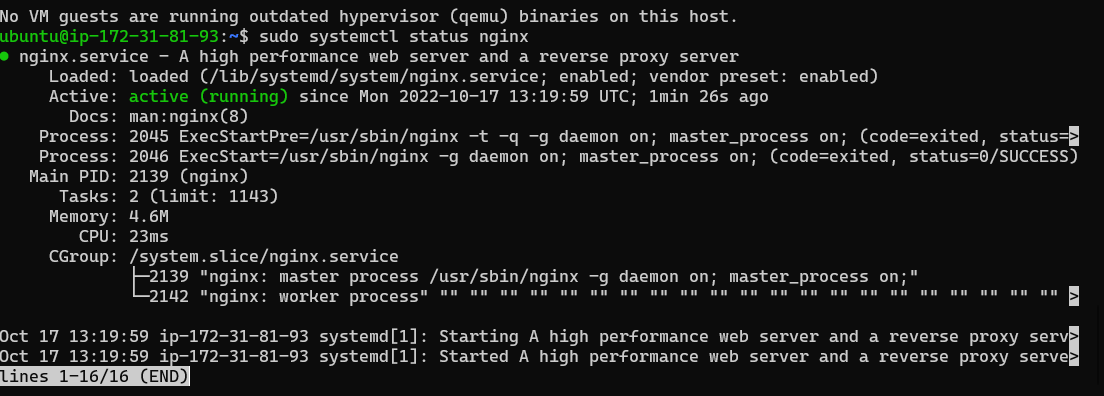 No VM guests are running outdated hypervisor (qemu) binaries on this host.
ubuntu@ip-172-31-81-93:~$ sudo systemctl status nginx
● nginx.service - A high performance web server and a reverse proxy server
Loaded: loaded (/lib/systemd/system/nginx.service; enabled; vendor preset: enabled)
Active: active (running) since Mon 2022-10-17 13:19:59 UTC; 1min 26s ago
Docs: man:nginx(8)
Process: 2045 ExecStartPre=/usr/sbin/nginx -t -q -g daemon on; master_process on; (code=exited, status=>
Process: 2046 ExecStart=/usr/sbin/nginx -g daemon on; master_process on; (code=exited, status=0/SUCCESS)
Main PID: 2139 (nginx)
Tasks: 2 (limit: 1143)
Memory: 4.6M
CPU: 23ms
CGroup: /system.slice/nginx.service
├─2139 "nginx: master process /usr/sbin/nginx -g daemon on; master_process on;"
└─2142 "nginx: worker process" "" "" "" "" "" "" "" "" "" "" "" "" "" "" "" "" "" "" "" "" "" >
Oct 17 13:19:59 ip-172-31-81-93 systemd[1]: Starting A high performance web server and a reverse proxy serv>
Oct 17 13:19:59 ip-172-31-81-93 systemd[1]: Started A high performance web server and a reverse proxy serve>
lines 1-16/16 (END)